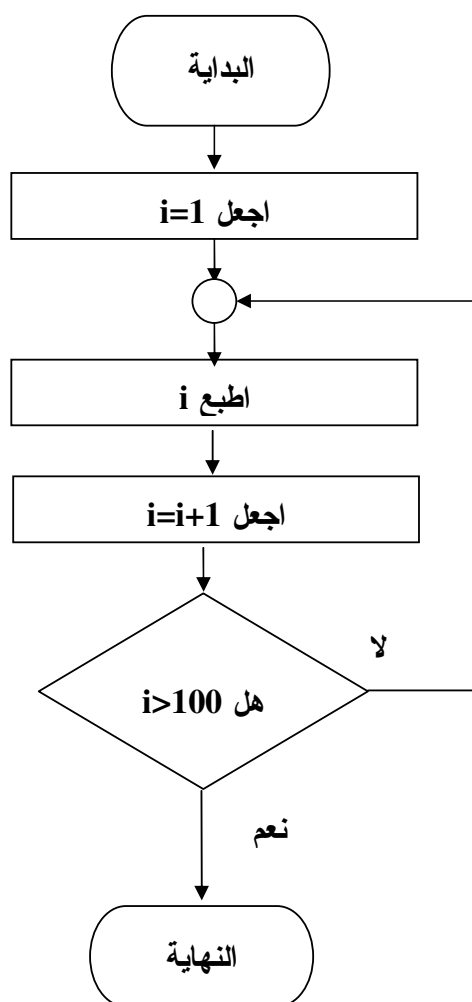 البداية
اجعل i=1
اطبع i
اجعل i=i+1
هل i>100
لا
نعم
النهاية